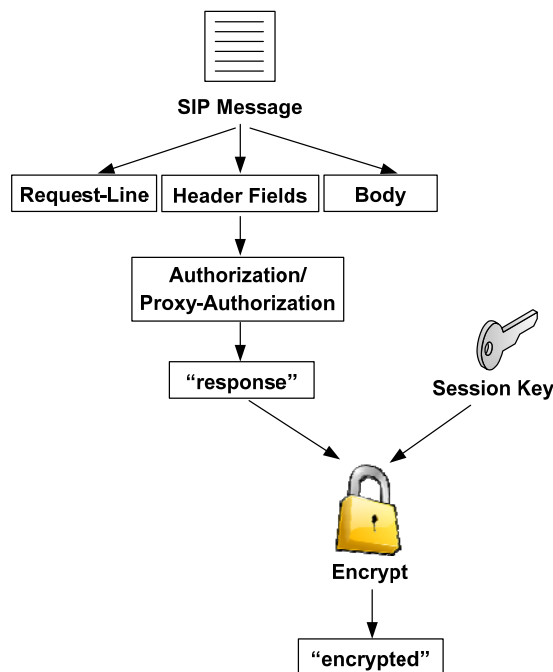 SIP Message
Request-Line
Header Fields
Body
Authorization/
Proxy-Authorization
“response”
Session Key
Encrypt
“encrypted”